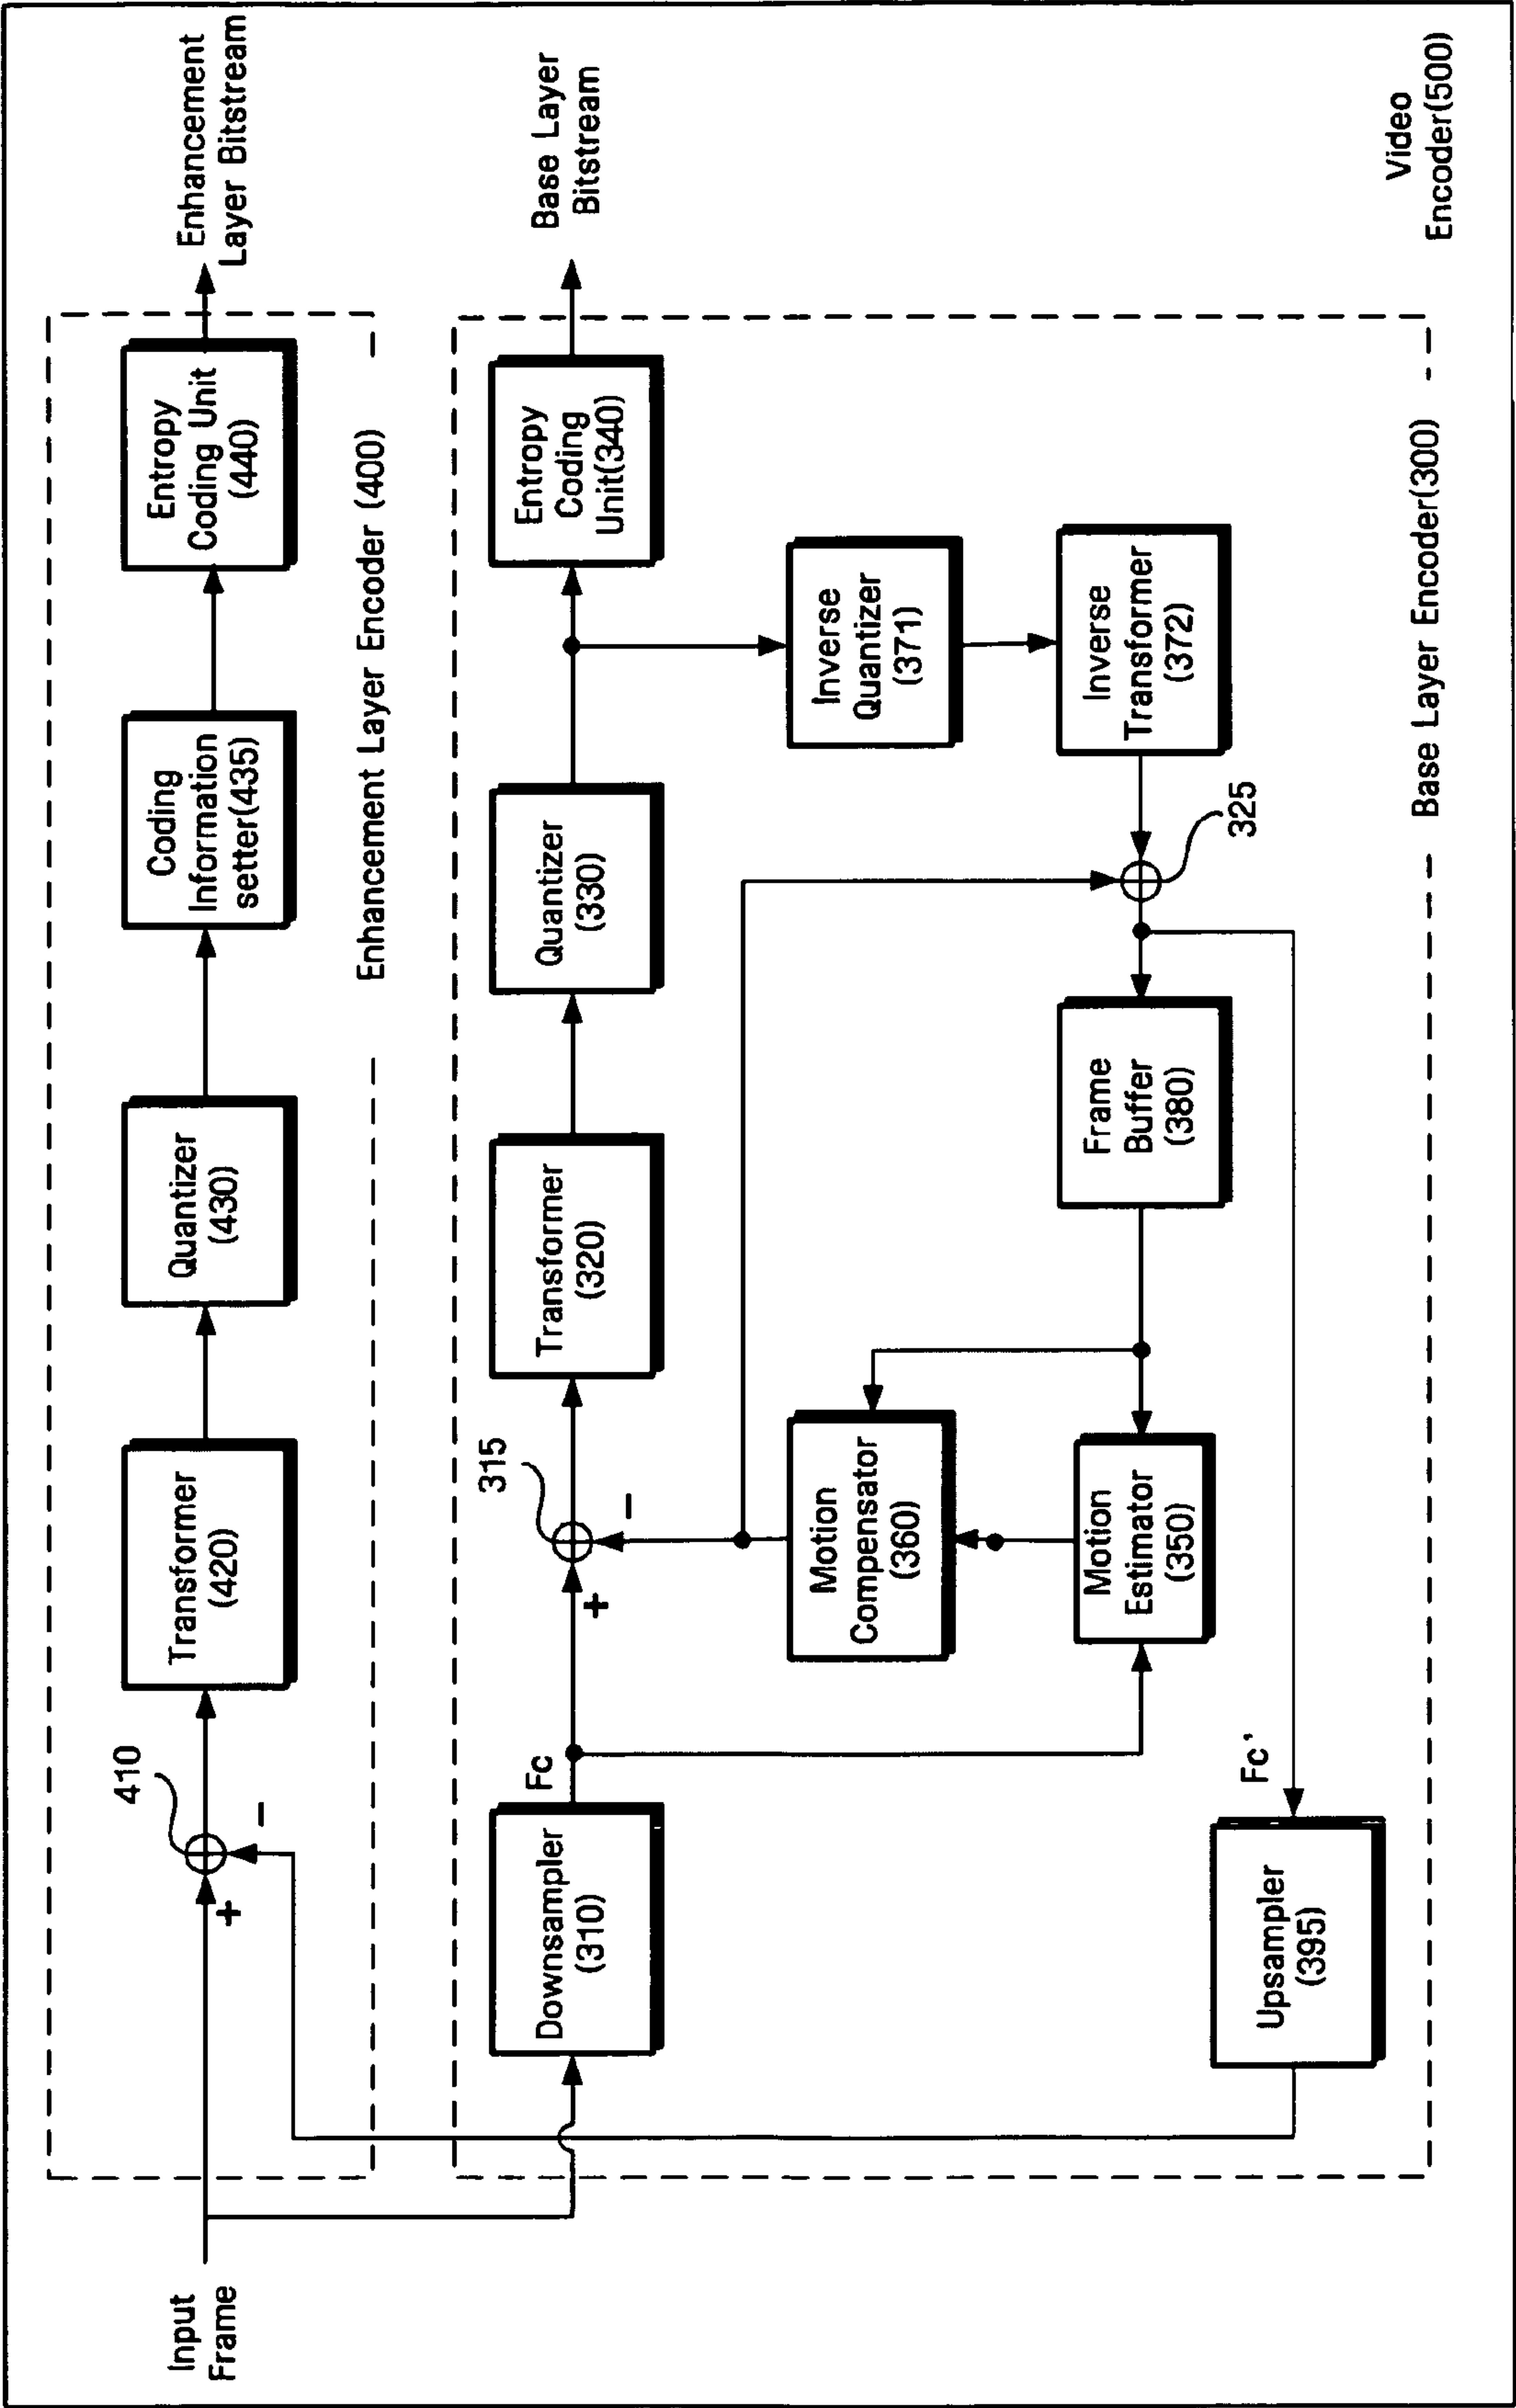 Input
Frame
+
-
410
Transformer
(420)
Quantizer
(430)
Coding
Information
setter(435)
Entropy
Coding Unit
(440)
Enhancement
Layer Bitstream
Enhancement Layer Encoder (400)
Downsampler
(310)
Fc
+
-
315
Transformer
(320)
Quantizer
(330)
Entropy
Coding
Unit(340)
Base Layer
Bitstream
Motion
Compensator
(360)
Inverse
Quantizer
(371)
Motion
Estimator
(350)
Frame
Buffer
(380)
325
Inverse
Transformer
(372)
Upsampler
(395)
Fc'
Base Layer Encoder(300)
Video
Encoder(500)